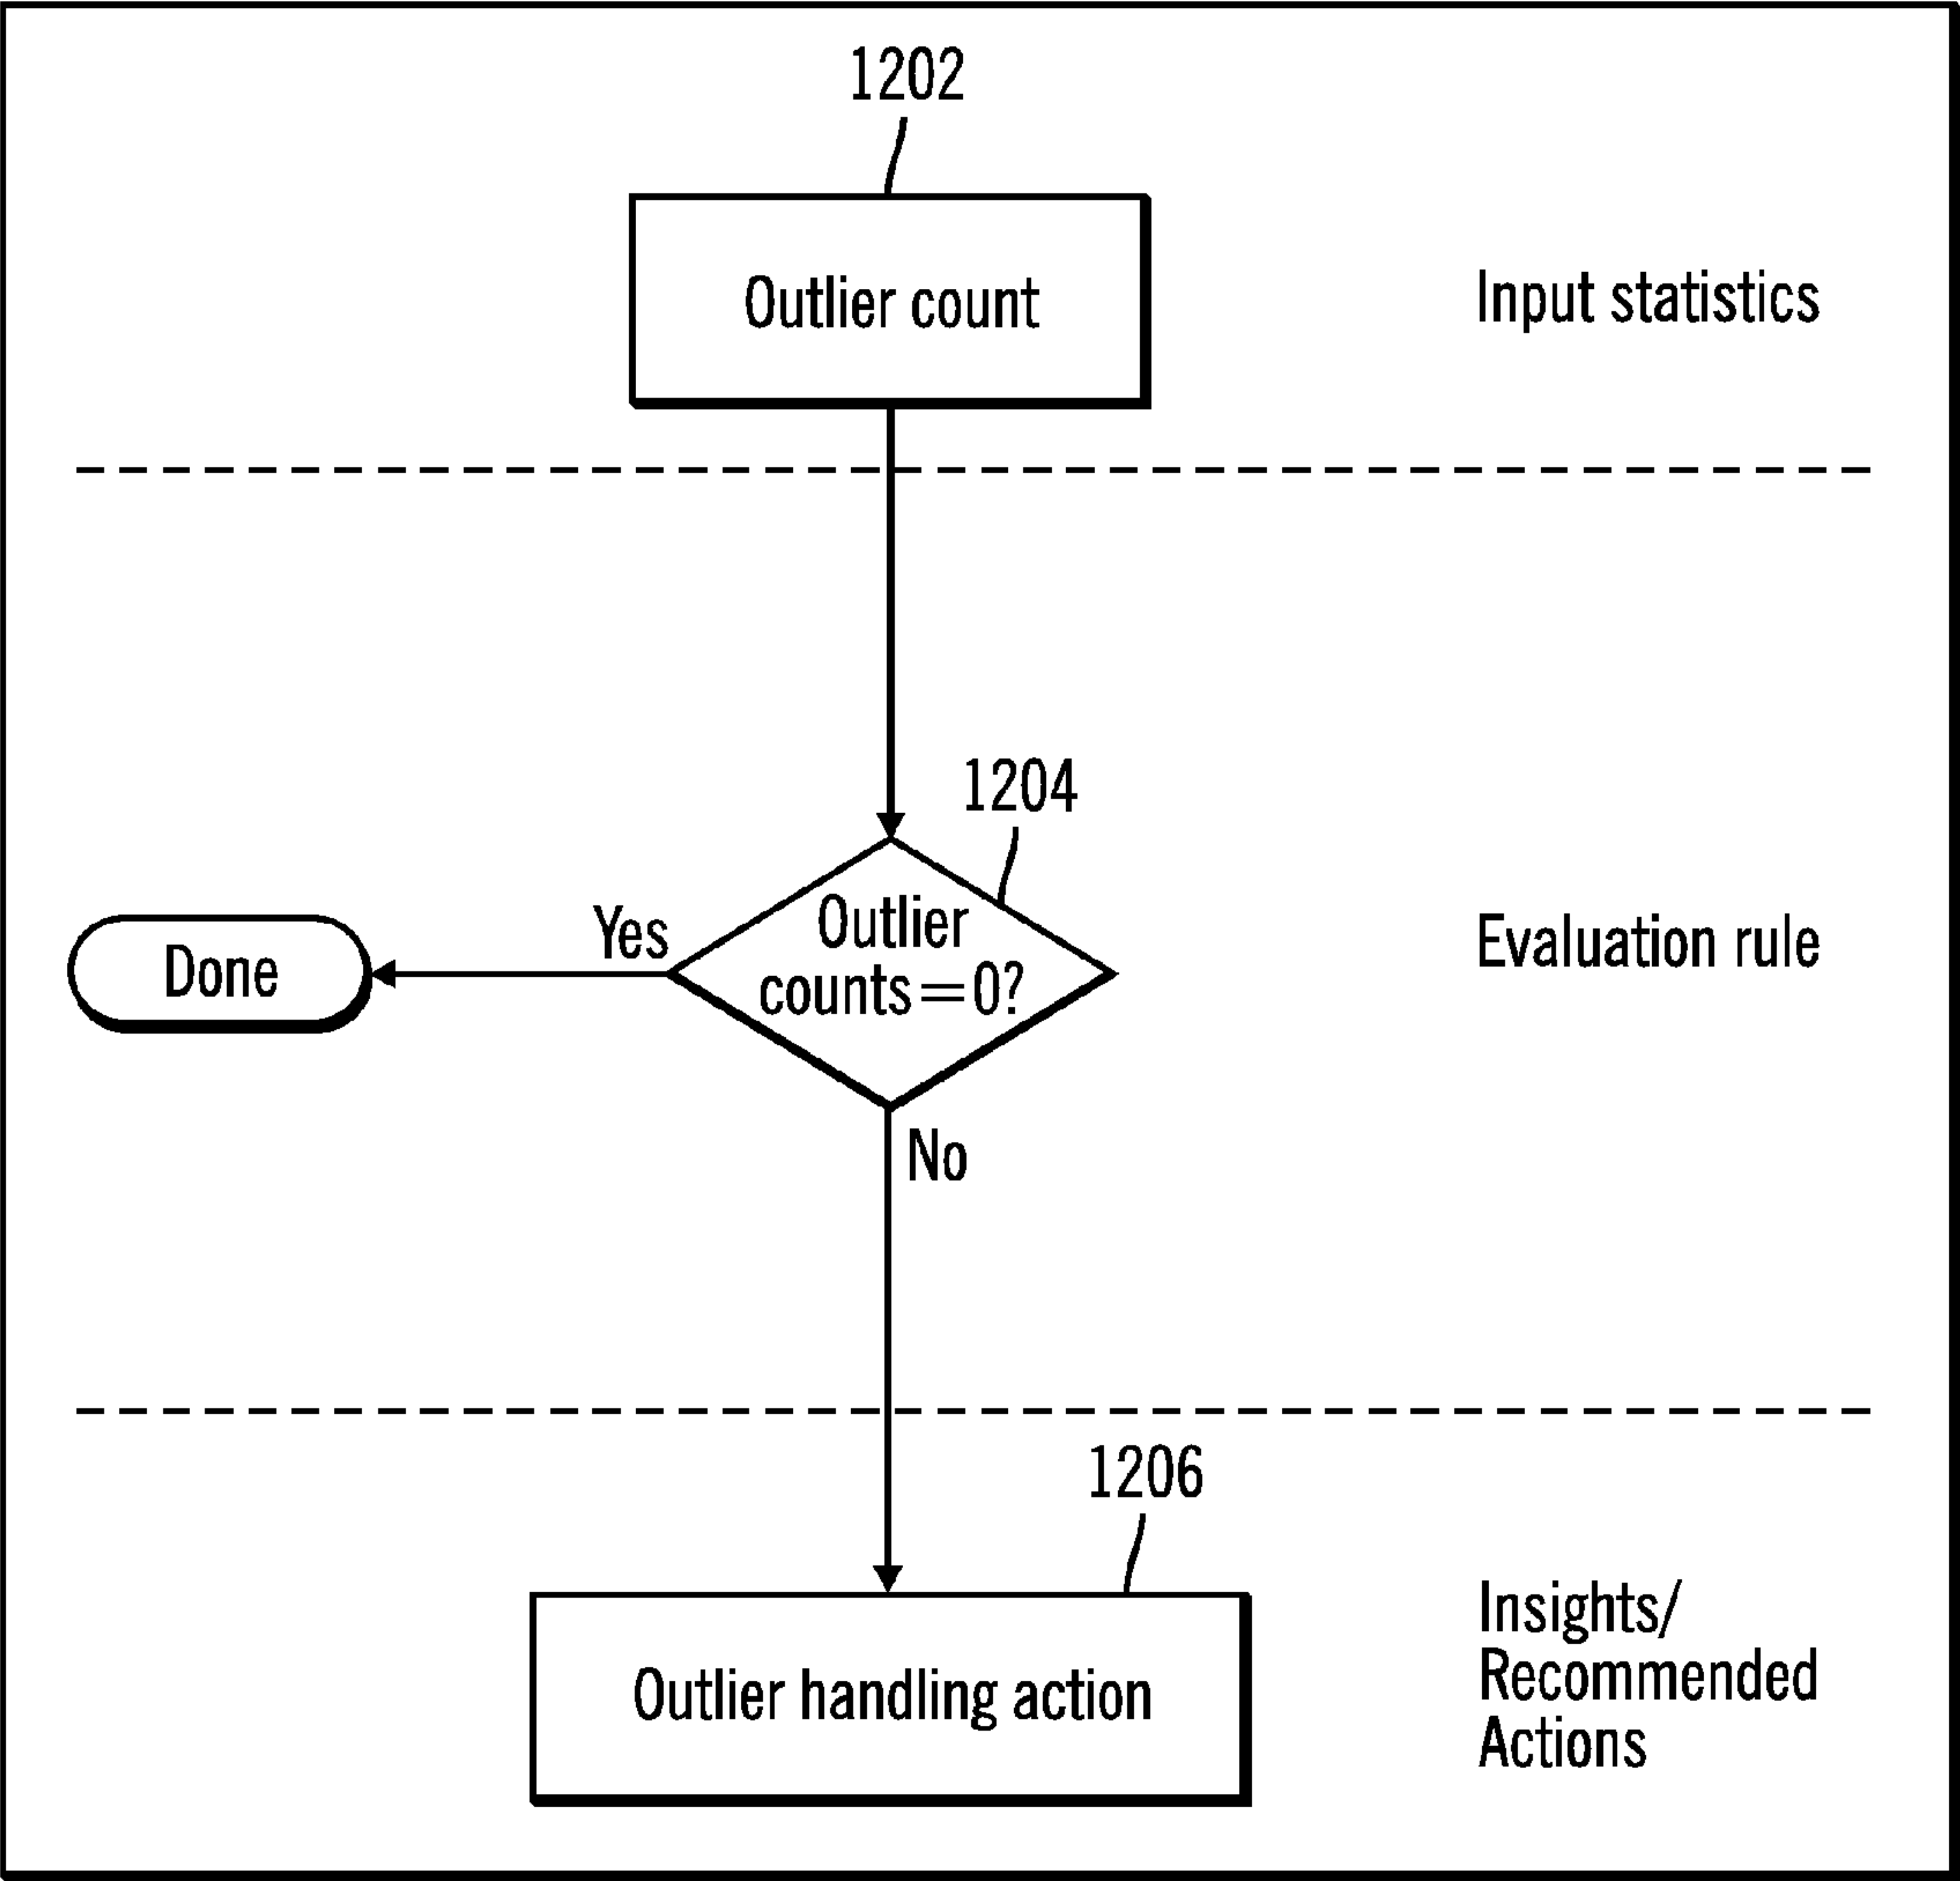 1202
Outlier count
Input statistics
1204
Outlier
counts=0?
Yes
Done
Evaluation rule
No
1206
Outlier handling action
Insights/
Recommended
Actions